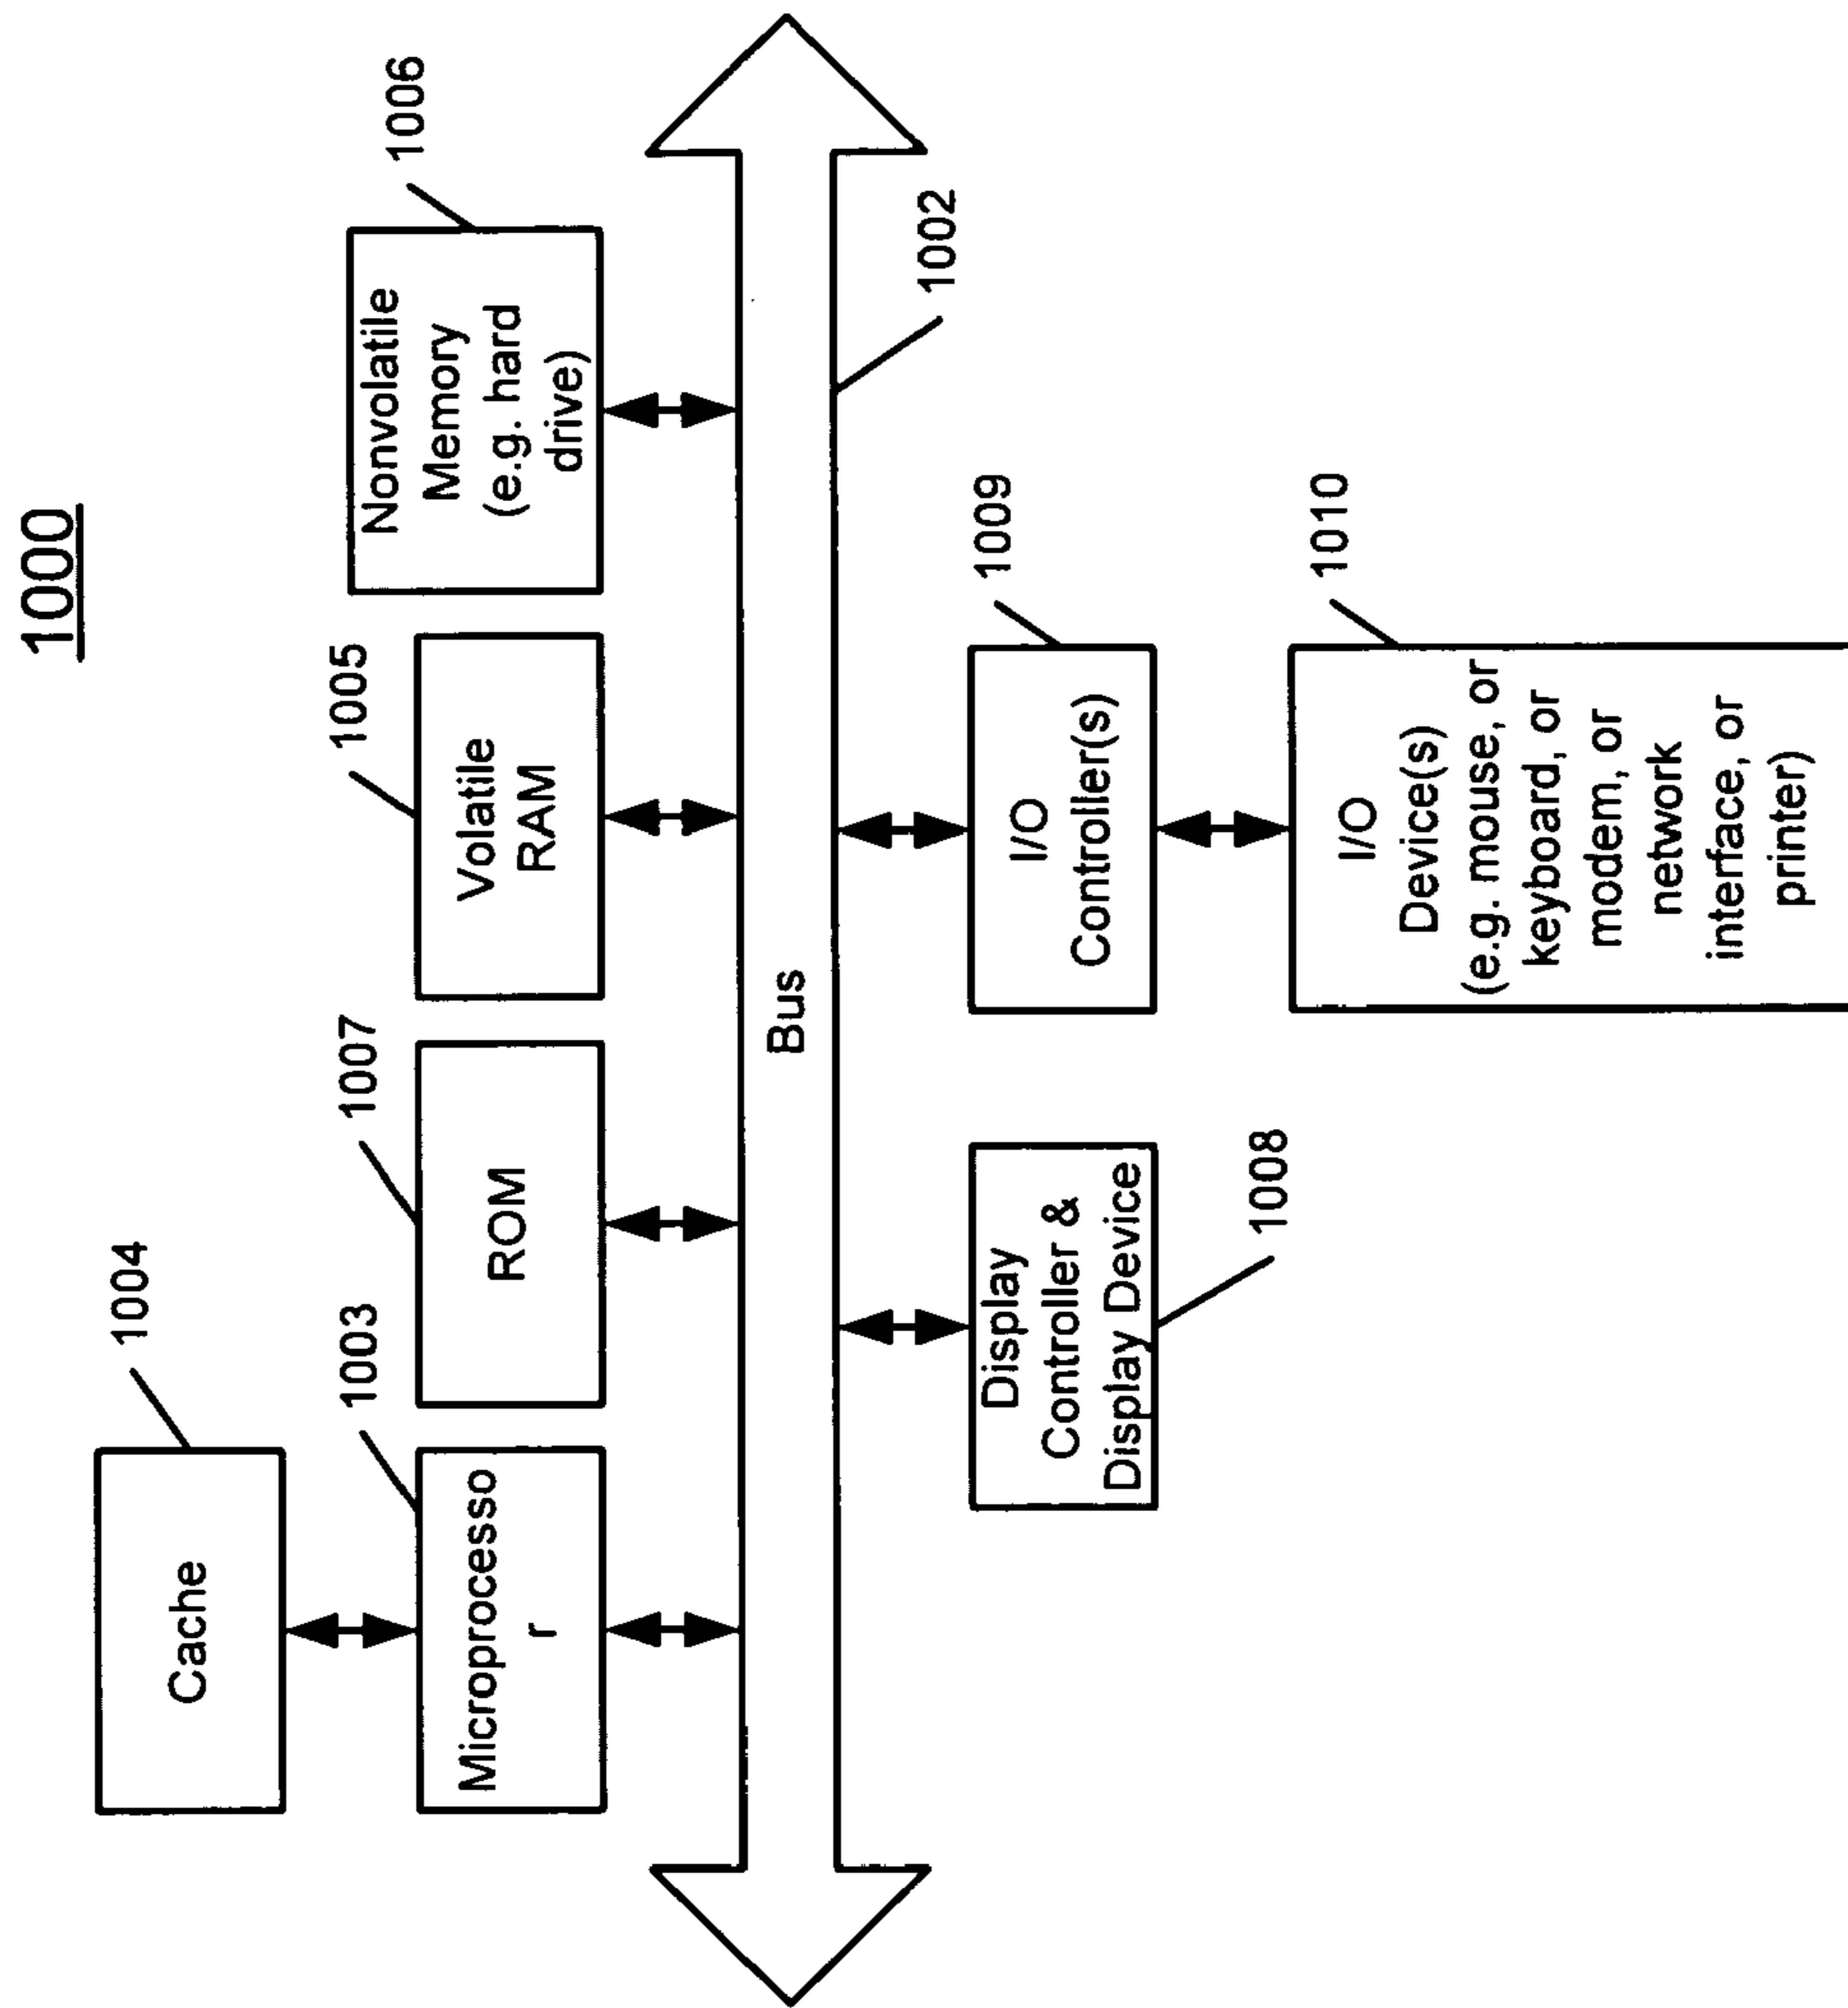 1000
1004
Cache
1003
1007
1005
1006
Microprocesso
r
ROM
Volatile
RAM
Nonvolatile
Memory
(e.g. hard
drive)
Bus
1002
Display
Controller &
Display Device
1008
I/O
Controller(s)
1009
I/O
Device(s)
(e.g. mouse, or
keyboard, or
modem, or
network
interface, or
printer)
1010